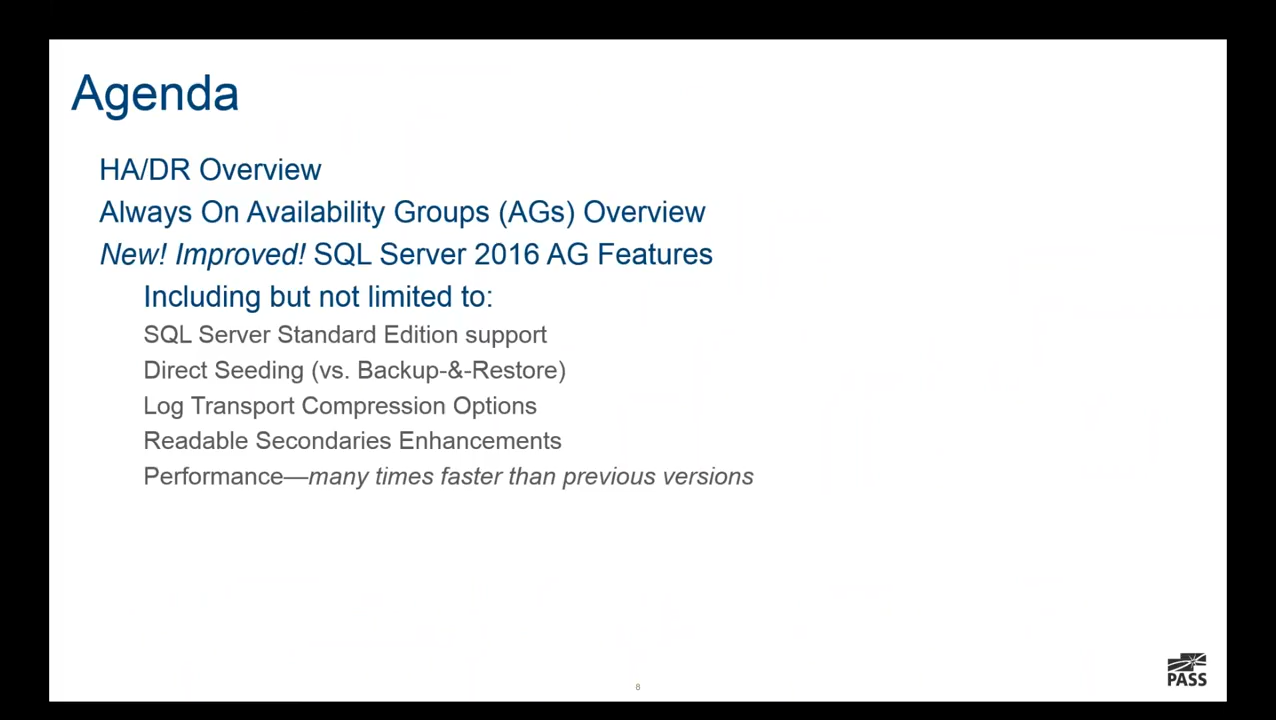 Agenda
HA/DR Overview
Always On Availability Groups (AGs) Overview
New! Improved! SQL Server 2016 AG Features
Including but not limited to:
SQL Server Standard Edition support
Direct Seeding (vs. Backup-&-Restore)
Log Transport Compression Options
Readable Secondaries Enhancements
Performance—many times faster than previous versions
8
PASS